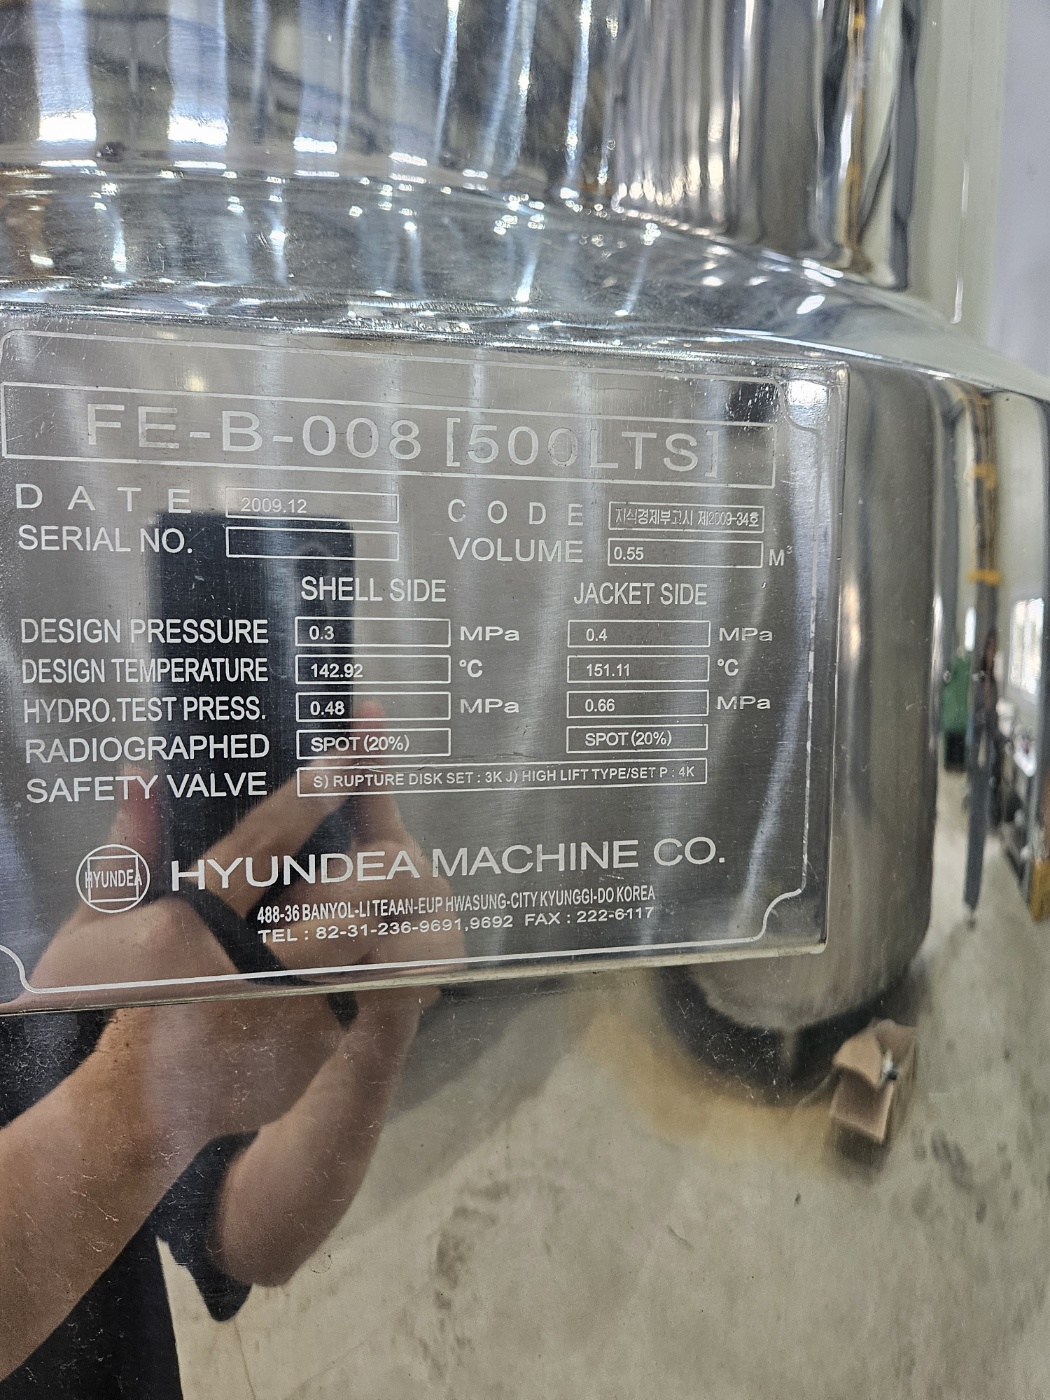 FE-B-008 [500LTS]
DATE 2009.12 CODE 지식경제부고시 제2009-34호
SERIAL NO. VOLUME 0.55 M³
SHELL SIDE JACKET SIDE
DESIGN PRESSURE 0.3 MPa 0.4 MPa
DESIGN TEMPERATURE 142.92 °C 151.11 °C
HYDRO.TEST PRESS. 0.48 MPa 0.66 MPa
RADIOGRAPHED SPOT (20%) SPOT (20%)
SAFETY VALVE S) RUPTURE DISK SET : 3K J) HIGH LIFT TYPE/SET P : 4K
HYUNDEA HYUNDEA MACHINE CO.
488-36 BANYOL-LI TEAAN-EUP HWASUNG-CITY KYUNGGI-DO KOREA
TEL : 82-31-236-9691,9692 FAX : 222-6117